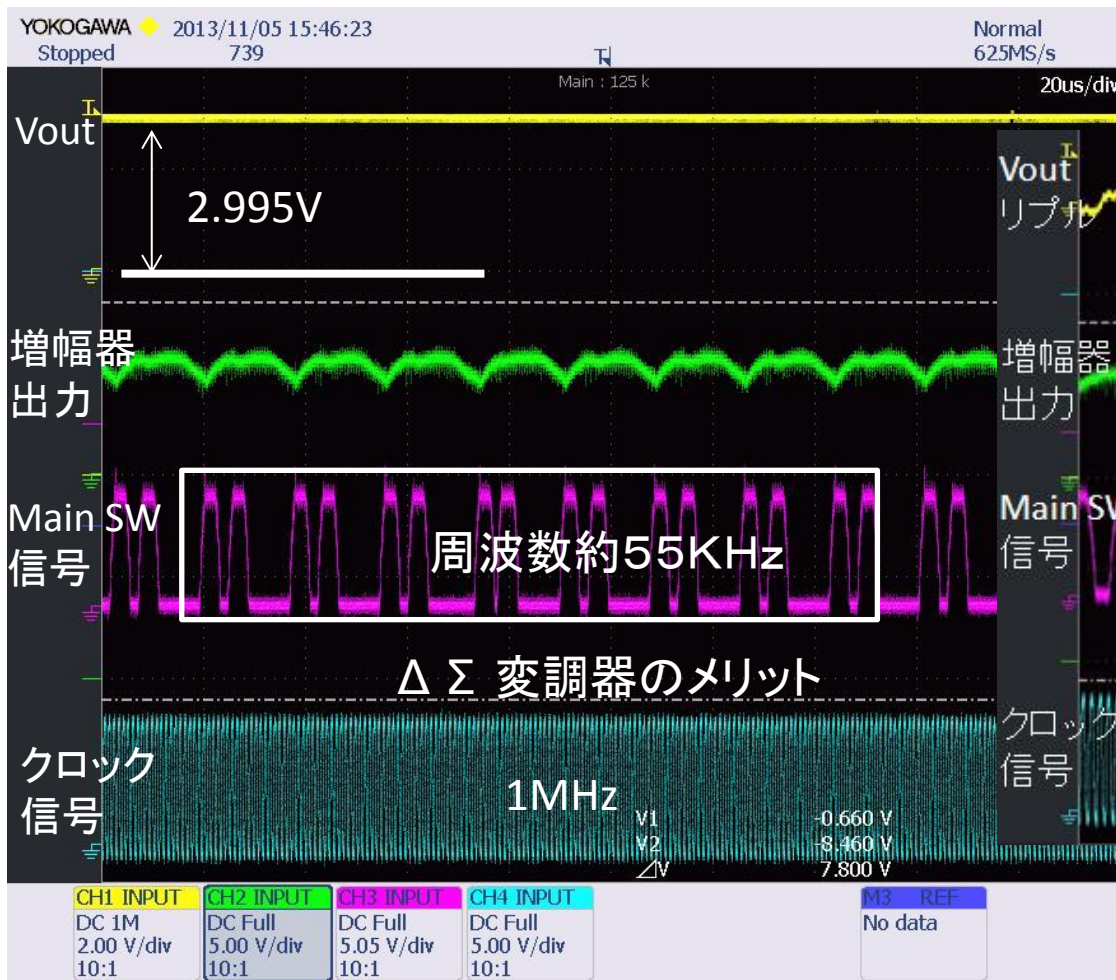 YOKOGAWA 2013/11/05 15:46:23 Normal
Stopped 739 625MS/s
Main : 125 k
20us/div
Vout
2.995V
増幅器
出力
Main SW
信号
周波数約55KHz
ΔΣ 変調器のメリット
クロック
信号
1MHz
V1 -0.660 V
V2 -8.460 V
⊿V 7.800 V
Vout
リプル
増幅器
出力
Main SW
信号
クロック
信号
CH1 INPUT
DC 1M
2.00 V/div
10:1
CH2 INPUT
DC Full
5.00 V/div
10:1
CH3 INPUT
DC Full
5.05 V/div
10:1
CH4 INPUT
DC Full
5.00 V/div
10:1
M3 REF
No data